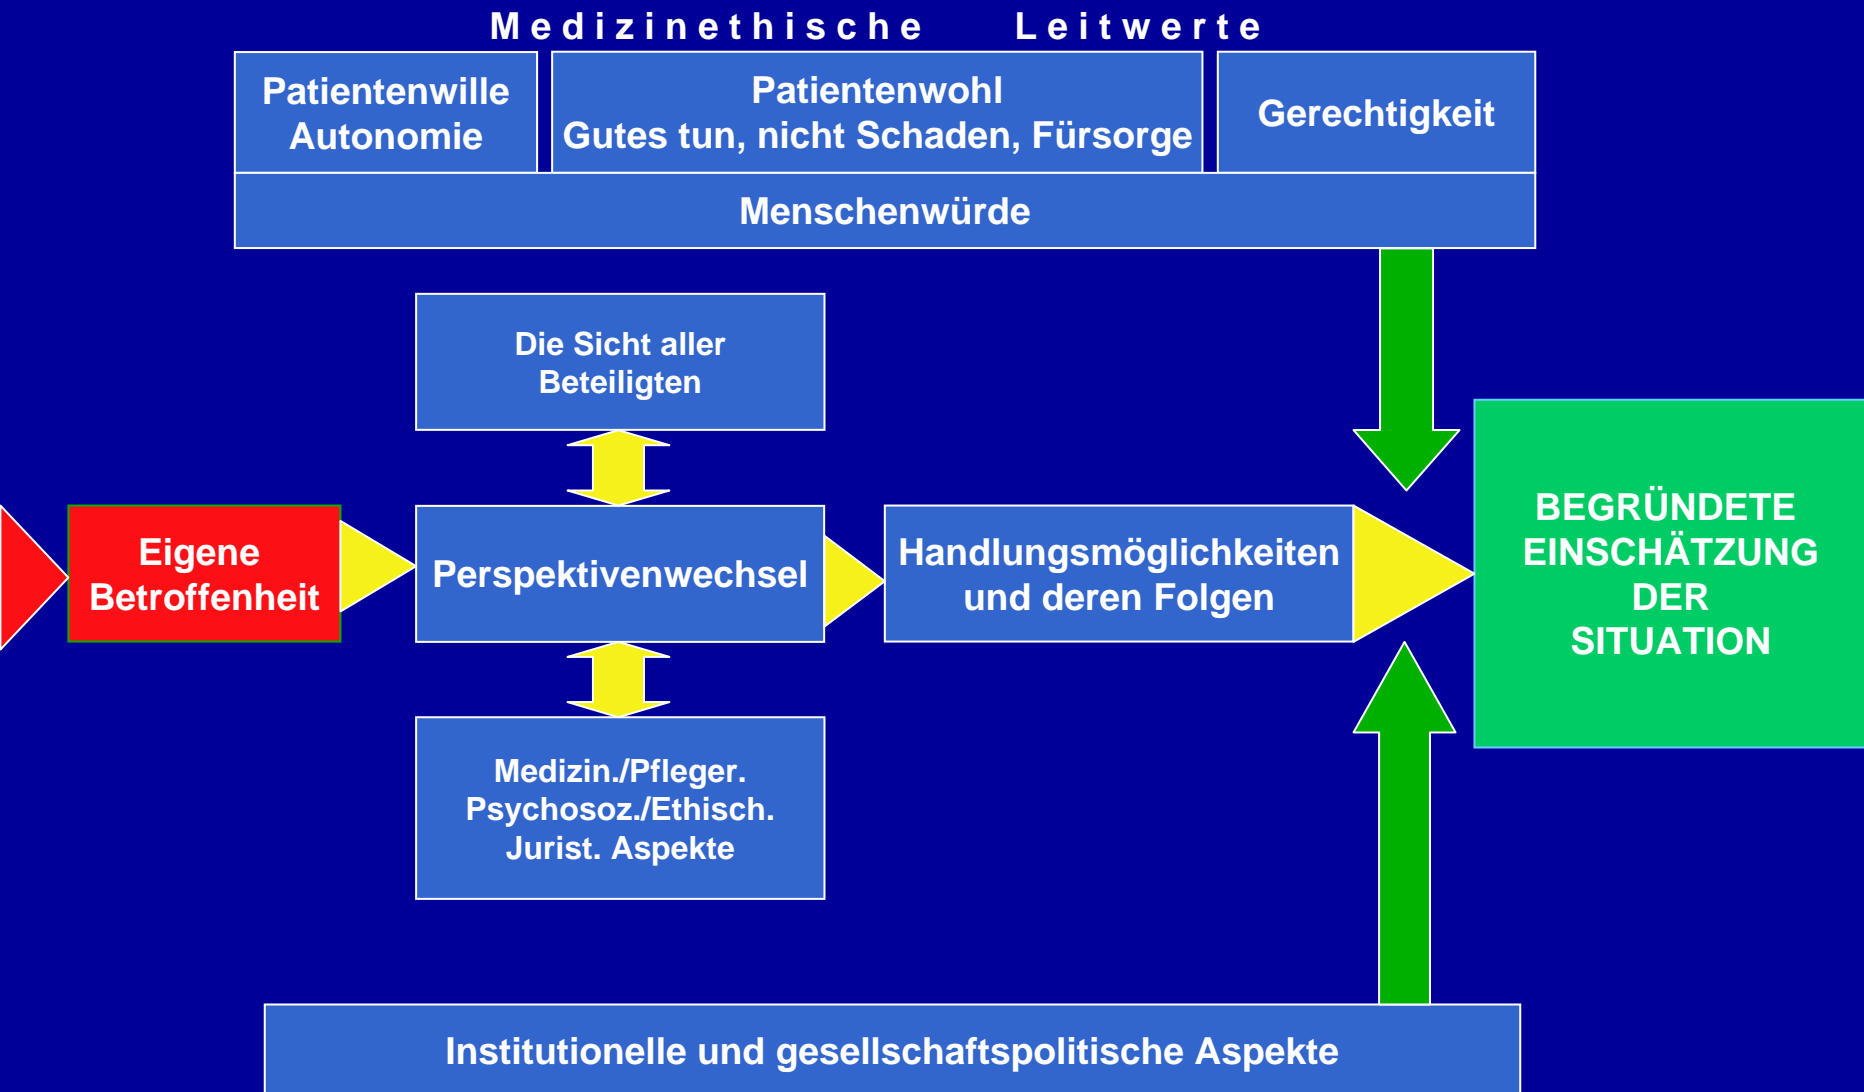 Medizinethische Leitwerte
Patientenwille
Autonomie
Patientenwohl
Gutes tun, nicht Schaden, Fürsorge
Gerechtigkeit
Menschenwürde
Die Sicht aller
Beteiligten
Eigene
Betroffenheit
Perspektivenwechsel
Handlungsmöglichkeiten
und deren Folgen
BEGRÜNDETE
EINSCHÄTZUNG
DER
SITUATION
Medizin./Pfleger.
Psychosoz./Ethisch.
Jurist. Aspekte
Institutionelle und gesellschaftspolitische Aspekte